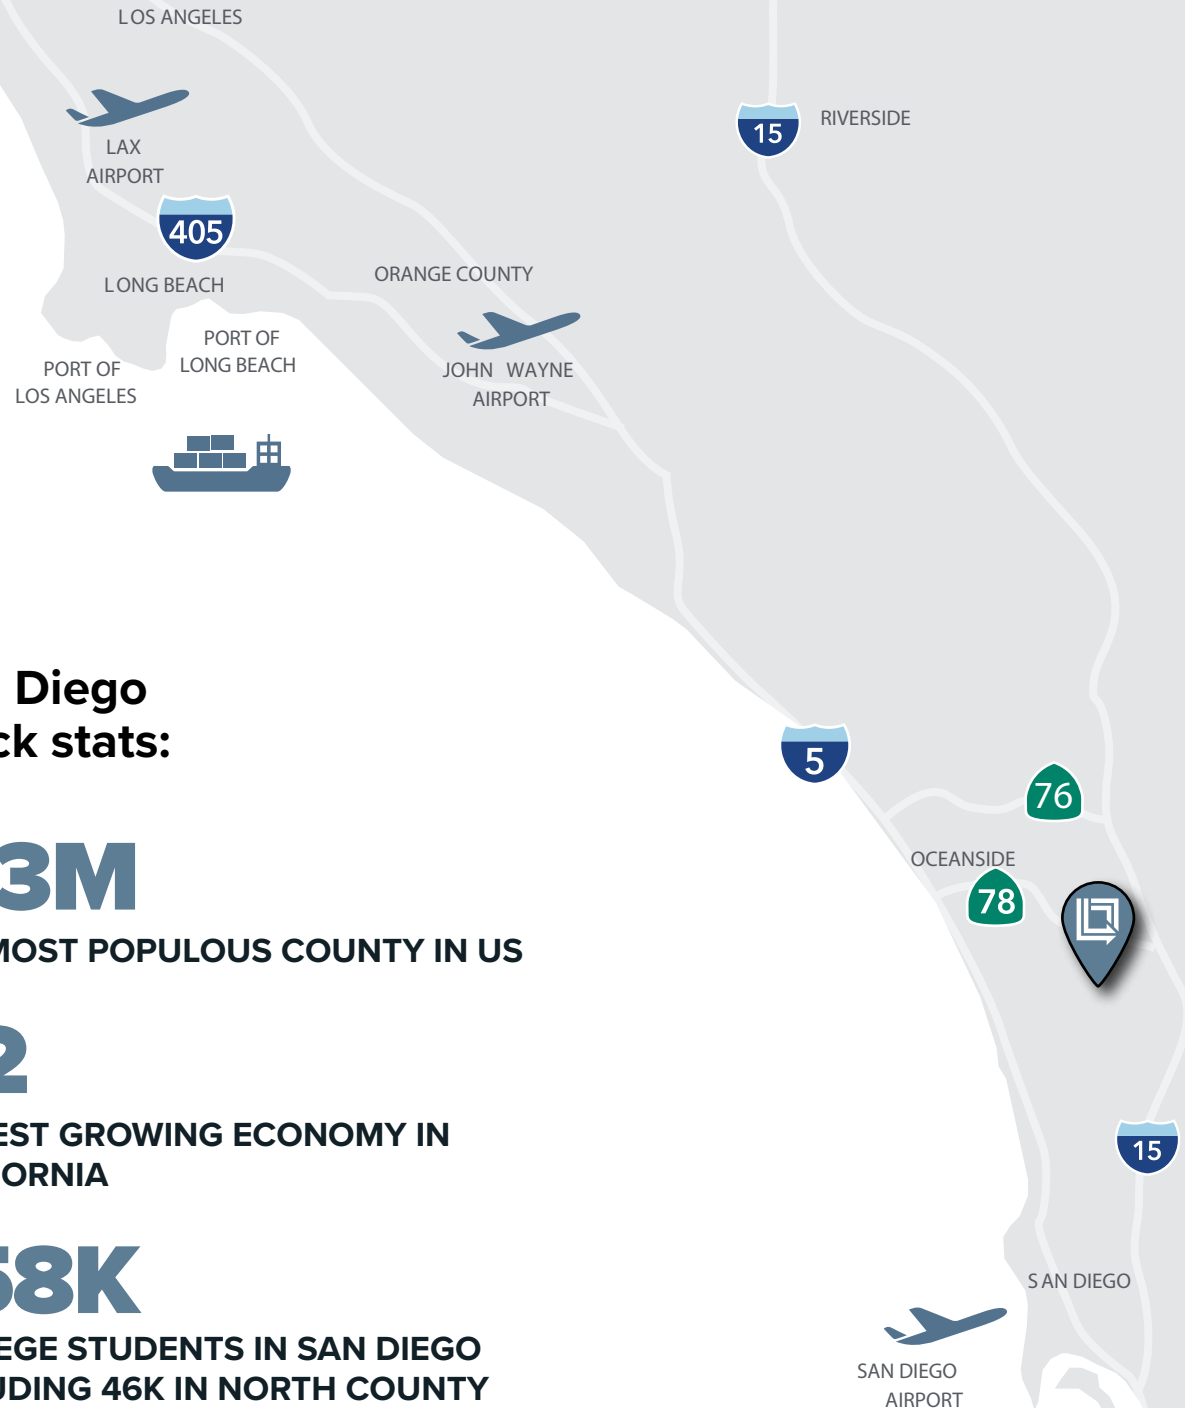 LOS ANGELES
LAX
AIRPORT
15
RIVERSIDE
405
LONG BEACH
ORANGE COUNTY
PORT OF
LONG BEACH
PORT OF
LOS ANGELES
JOHN WAYNE
AIRPORT
Diego
ck stats:
5
76
OCEANSIDE
78
3M
MOST POPULOUS COUNTY IN US
2
EST GROWING ECONOMY IN
ORNIA
15
58K
EGE STUDENTS IN SAN DIEGO
UDING 46K IN NORTH COUNTY
SAN DIEGO
SAN DIEGO
AIRPORT